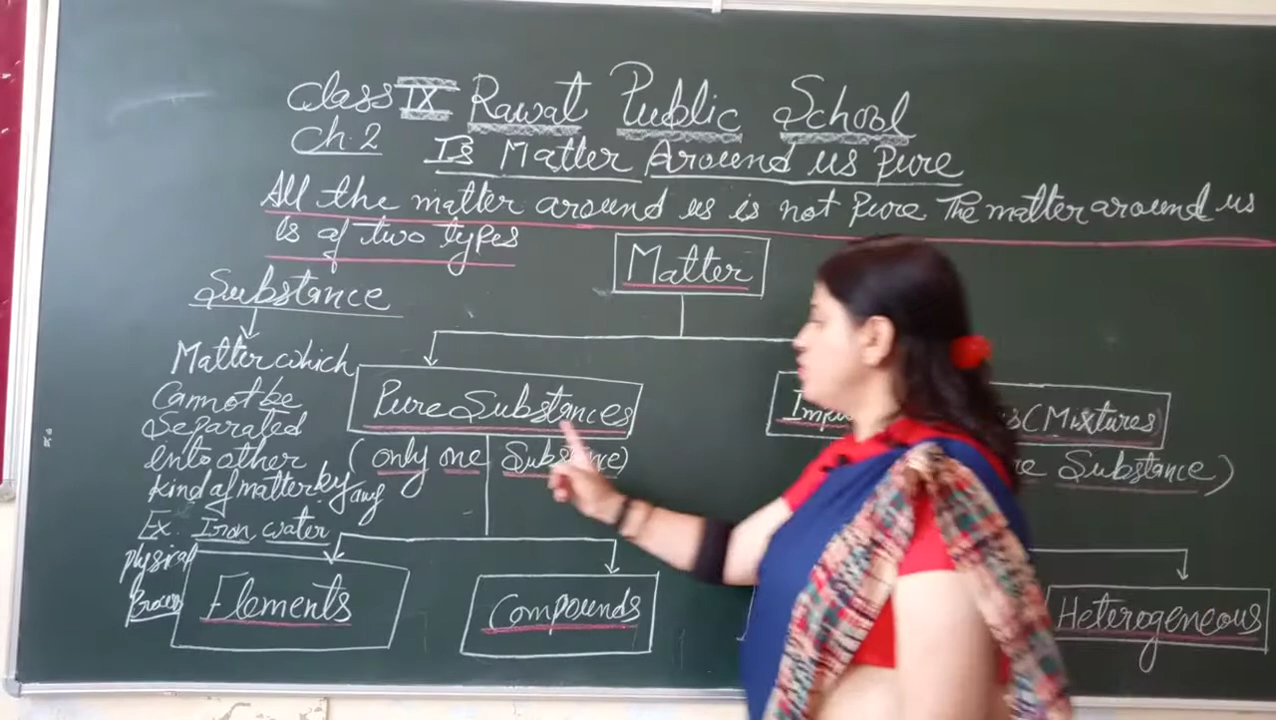 Class IX Rawat Public School
Ch. 2 Is Matter Around us Pure
All the matter around us is not Pure The matter around us
is of two types
Matter
Substance
Matter which
Cannot be
Separated
Into other
kind of matter by any
Ex. Iron, water
physical
Process
Pure Substances
(only one Substance)
s (Mixtures)
Substance)
Elements
Compounds
Heterogeneous